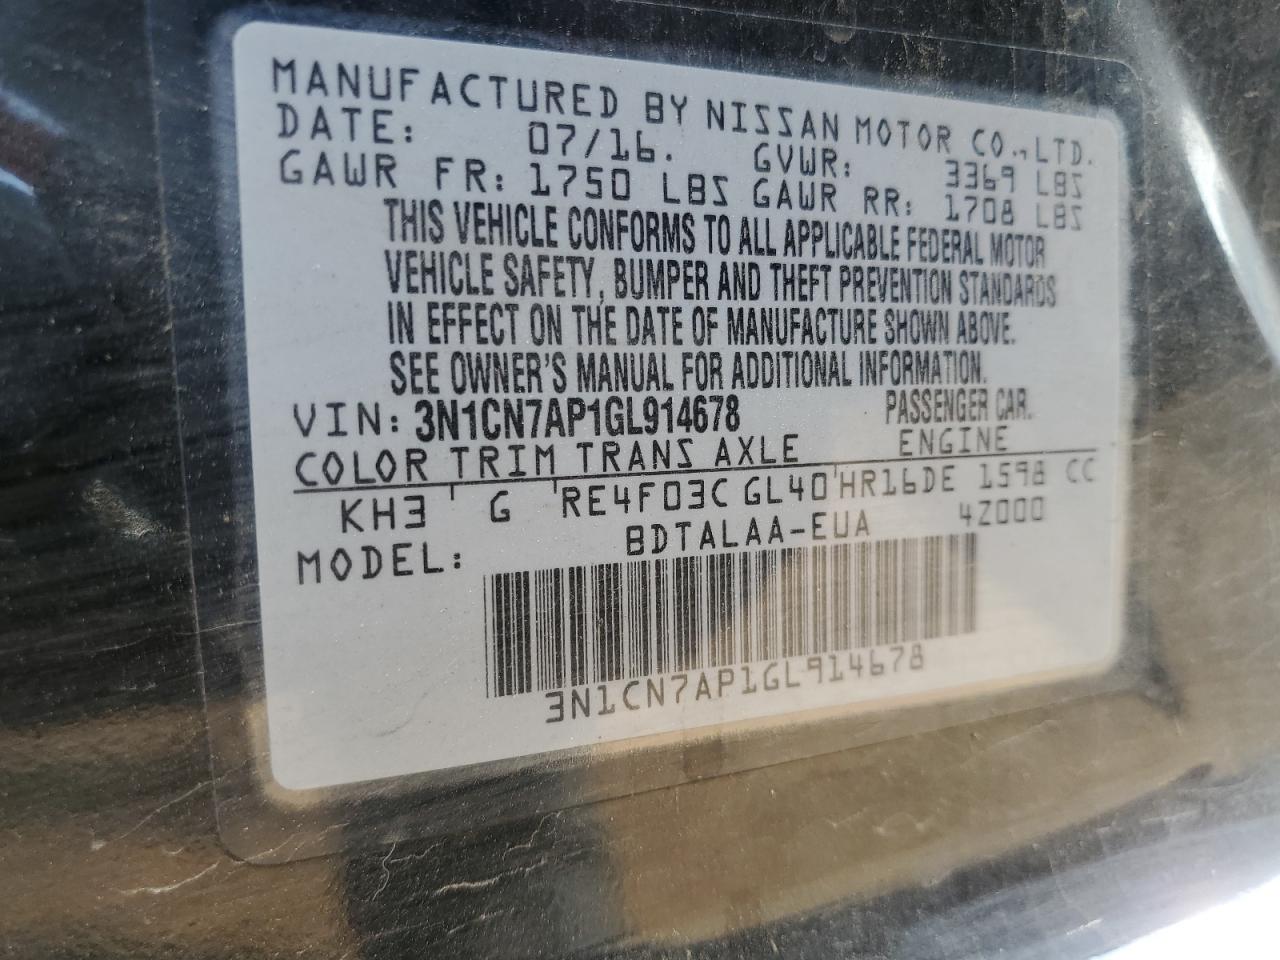 MANUFACTURED BY NISSAN MOTOR CO.,LTD.
DATE: 07/16. GVWR: 3369 LBS
GAWR FR: 1750 LBS GAWR RR: 1708 LBS
THIS VEHICLE CONFORMS TO ALL APPLICABLE FEDERAL MOTOR
VEHICLE SAFETY, BUMPER AND THEFT PREVENTION STANDARDS
IN EFFECT ON THE DATE OF MANUFACTURE SHOWN ABOVE.
SEE OWNER'S MANUAL FOR ADDITIONAL INFORMATION.
VIN: 3N1CN7AP1GL914678 PASSENGER CAR.
COLOR TRIM TRANS AXLE ENGINE
KH3 G RE4F03C GL40 HR16DE 1598 CC
MODEL: BDTALAA-EUA 4Z000
3N1CN7AP1GL914678